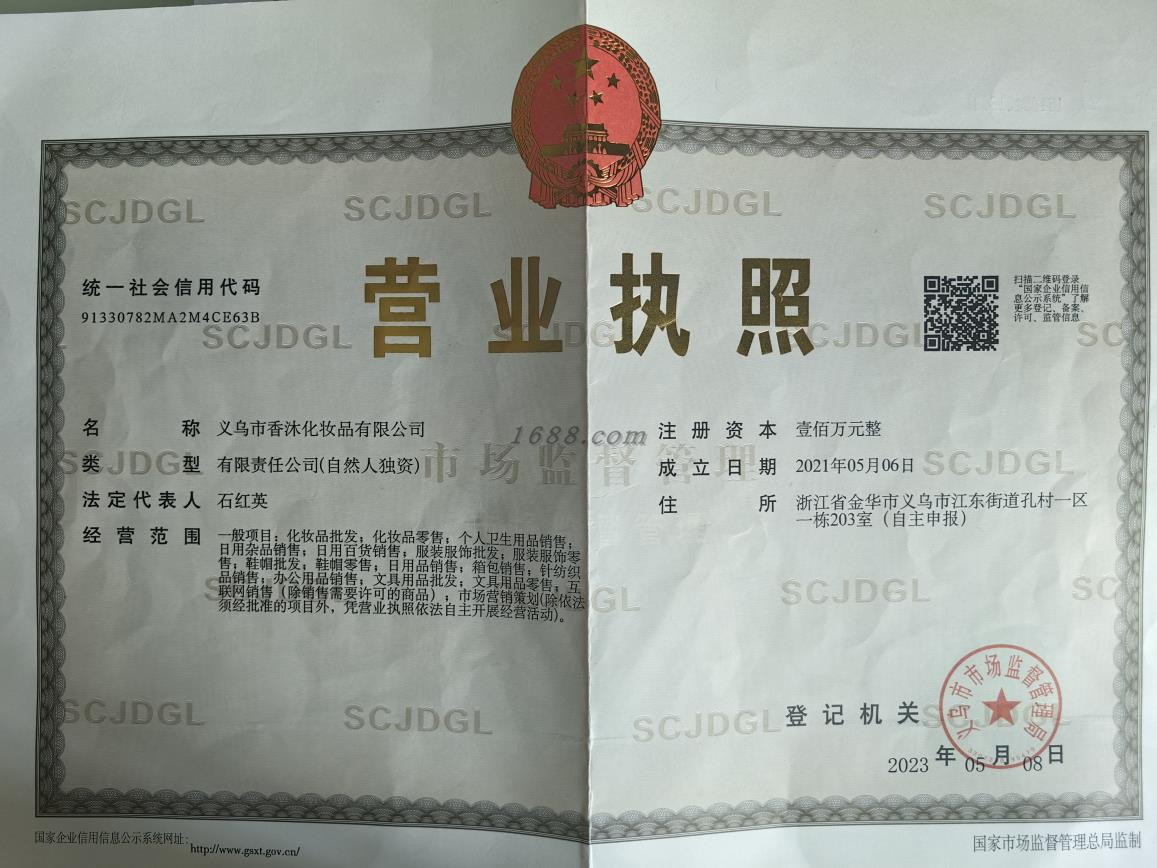 SCJDGL SCJDGL SCJDGL SCJDGL
营业执照
统一社会信用代码
91330782MA2M4CE63B
扫描二维码登录
“国家企业信用信
息公示系统”了解
更多登记、备案、
许可、监管信息
SCJDGL SCJDGL SC
名称 义乌市香沐化妆品有限公司
类型 有限责任公司(自然人独资)
法定代表人 石红英
经营范围 一般项目：化妆品批发；化妆品零售；个人卫生用品销售；
日用杂品销售；日用百货销售；服装服饰批发；服装服饰零
售；鞋帽批发；鞋帽零售；日用品销售；箱包销售；针纺织
品销售；办公用品销售；文具用品批发；文具用品零售；互
联网销售（除销售需要许可的商品）；市场营销策划(除依法
须经批准的项目外，凭营业执照依法自主开展经营活动)。
1688.com
市场监督管理
注册资本 壹佰万元整
成立日期 2021年05月06日
住所 浙江省金华市义乌市江东街道孔村一区
一栋203室（自主申报）
SCJDGL SCJDGL
SCJDGL SC
SCJDGL SCJDGL SCJDGL SCJDGL
登记机关
义乌市市场监督管理局
2023年05月08日
国家企业信用信息公示系统网址：
http://www.gsxt.gov.cn/
国家市场监督管理总局监制